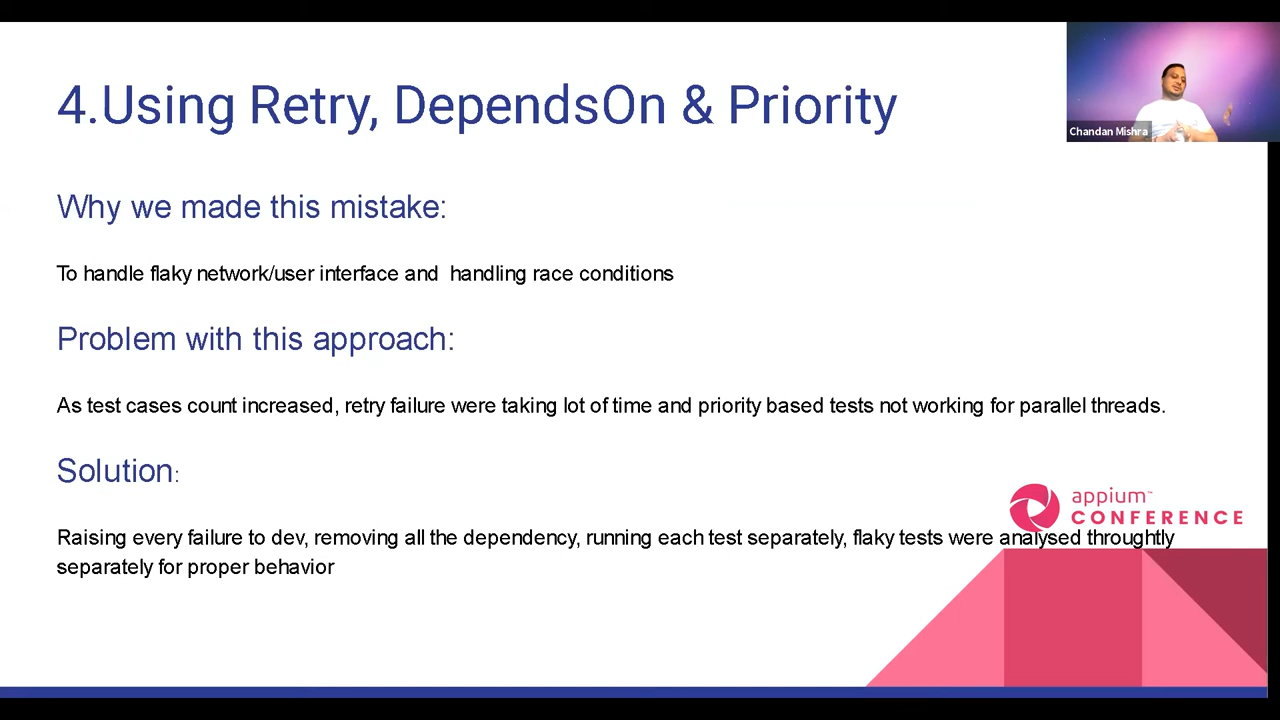 4.Using Retry, DependsOn & Priority
Chandan Mishra
Why we made this mistake:
To handle flaky network/user interface and handling race conditions
Problem with this approach:
As test cases count increased, retry failure were taking lot of time and priority based tests not working for parallel threads.
Solution:
appium™
CONFERENCE
Raising every failure to dev, removing all the dependency, running each test separately, flaky tests were analysed throughtly
separately for proper behavior